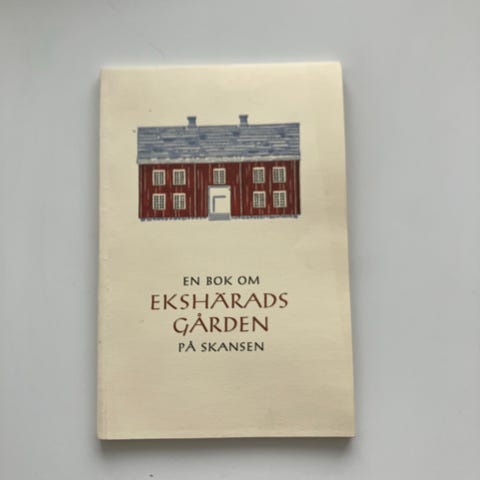 EN BOK OM
EKSHÄRADS
GÅRDEN
PÅ SKANSEN